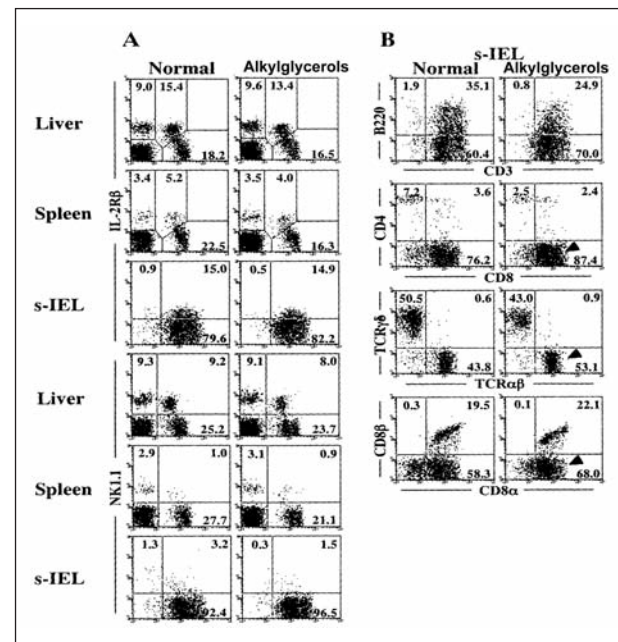 A
Normal Alkylglycerols
Liver
9.0 15.4 18.2
9.6 13.4 16.5
Spleen
3.4 5.2 22.5
3.5 4.0 16.3
IL-2Rβ
s-IEL
0.9 15.0 79.6
0.5 14.9 82.2
Liver
9.3 9.2 25.2
9.1 8.0 23.7
Spleen
2.9 1.0 27.7
3.1 0.9 21.1
NK1.1
s-IEL
1.3 3.2 92.4
0.3 1.5 96.5
B
s-IEL
Normal Alkylglycerols
B220
1.9 35.1 60.4
0.8 24.9 70.0
CD3
CD4
7.2 3.6 76.2
2.5 2.4 87.4
CD8
TCRγδ
50.5 0.6 43.8
43.0 0.9 53.1
TCRαβ
CD8β
0.3 19.5 58.3
0.1 22.1 68.0
CD8α